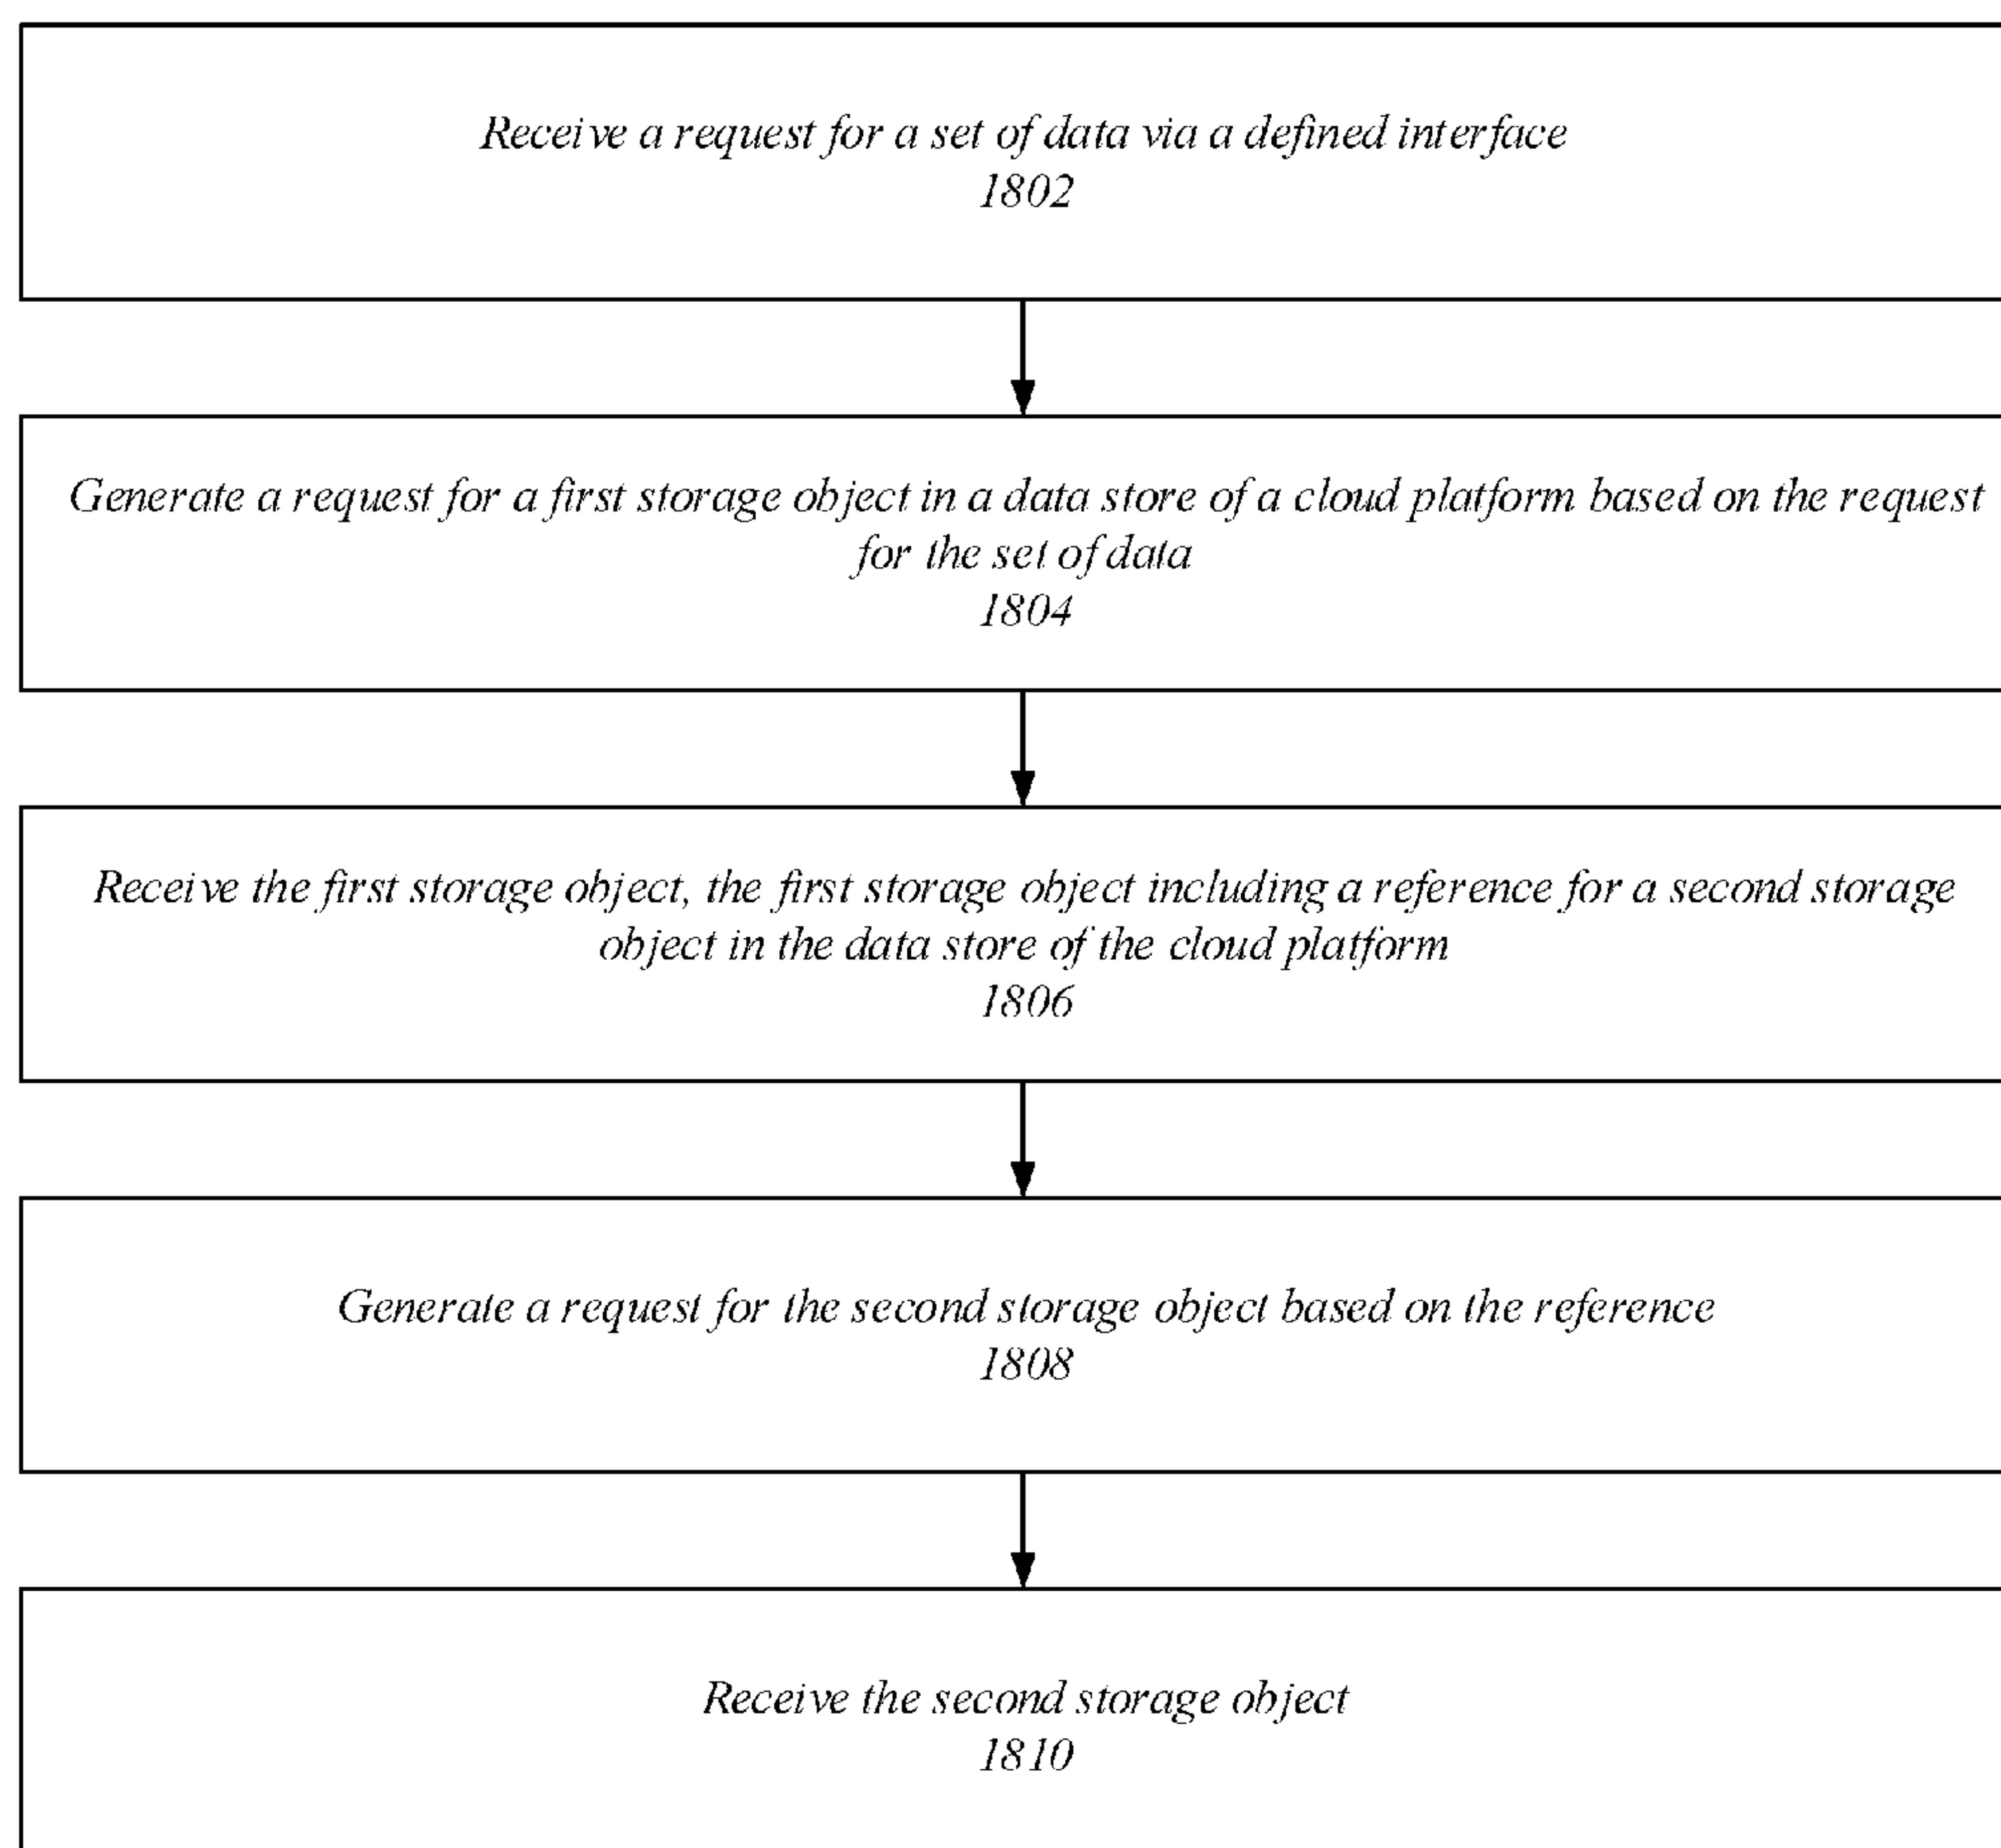 Receive a request for a set of data via a defined interface
1802
Generate a request for a first storage object in a data store of a cloud platform based on the request
for the set of data
1804
Receive the first storage object, the first storage object including a reference for a second storage
object in the data store of the cloud platform
1806
Generate a request for the second storage object based on the reference
1808
Receive the second storage object
1810